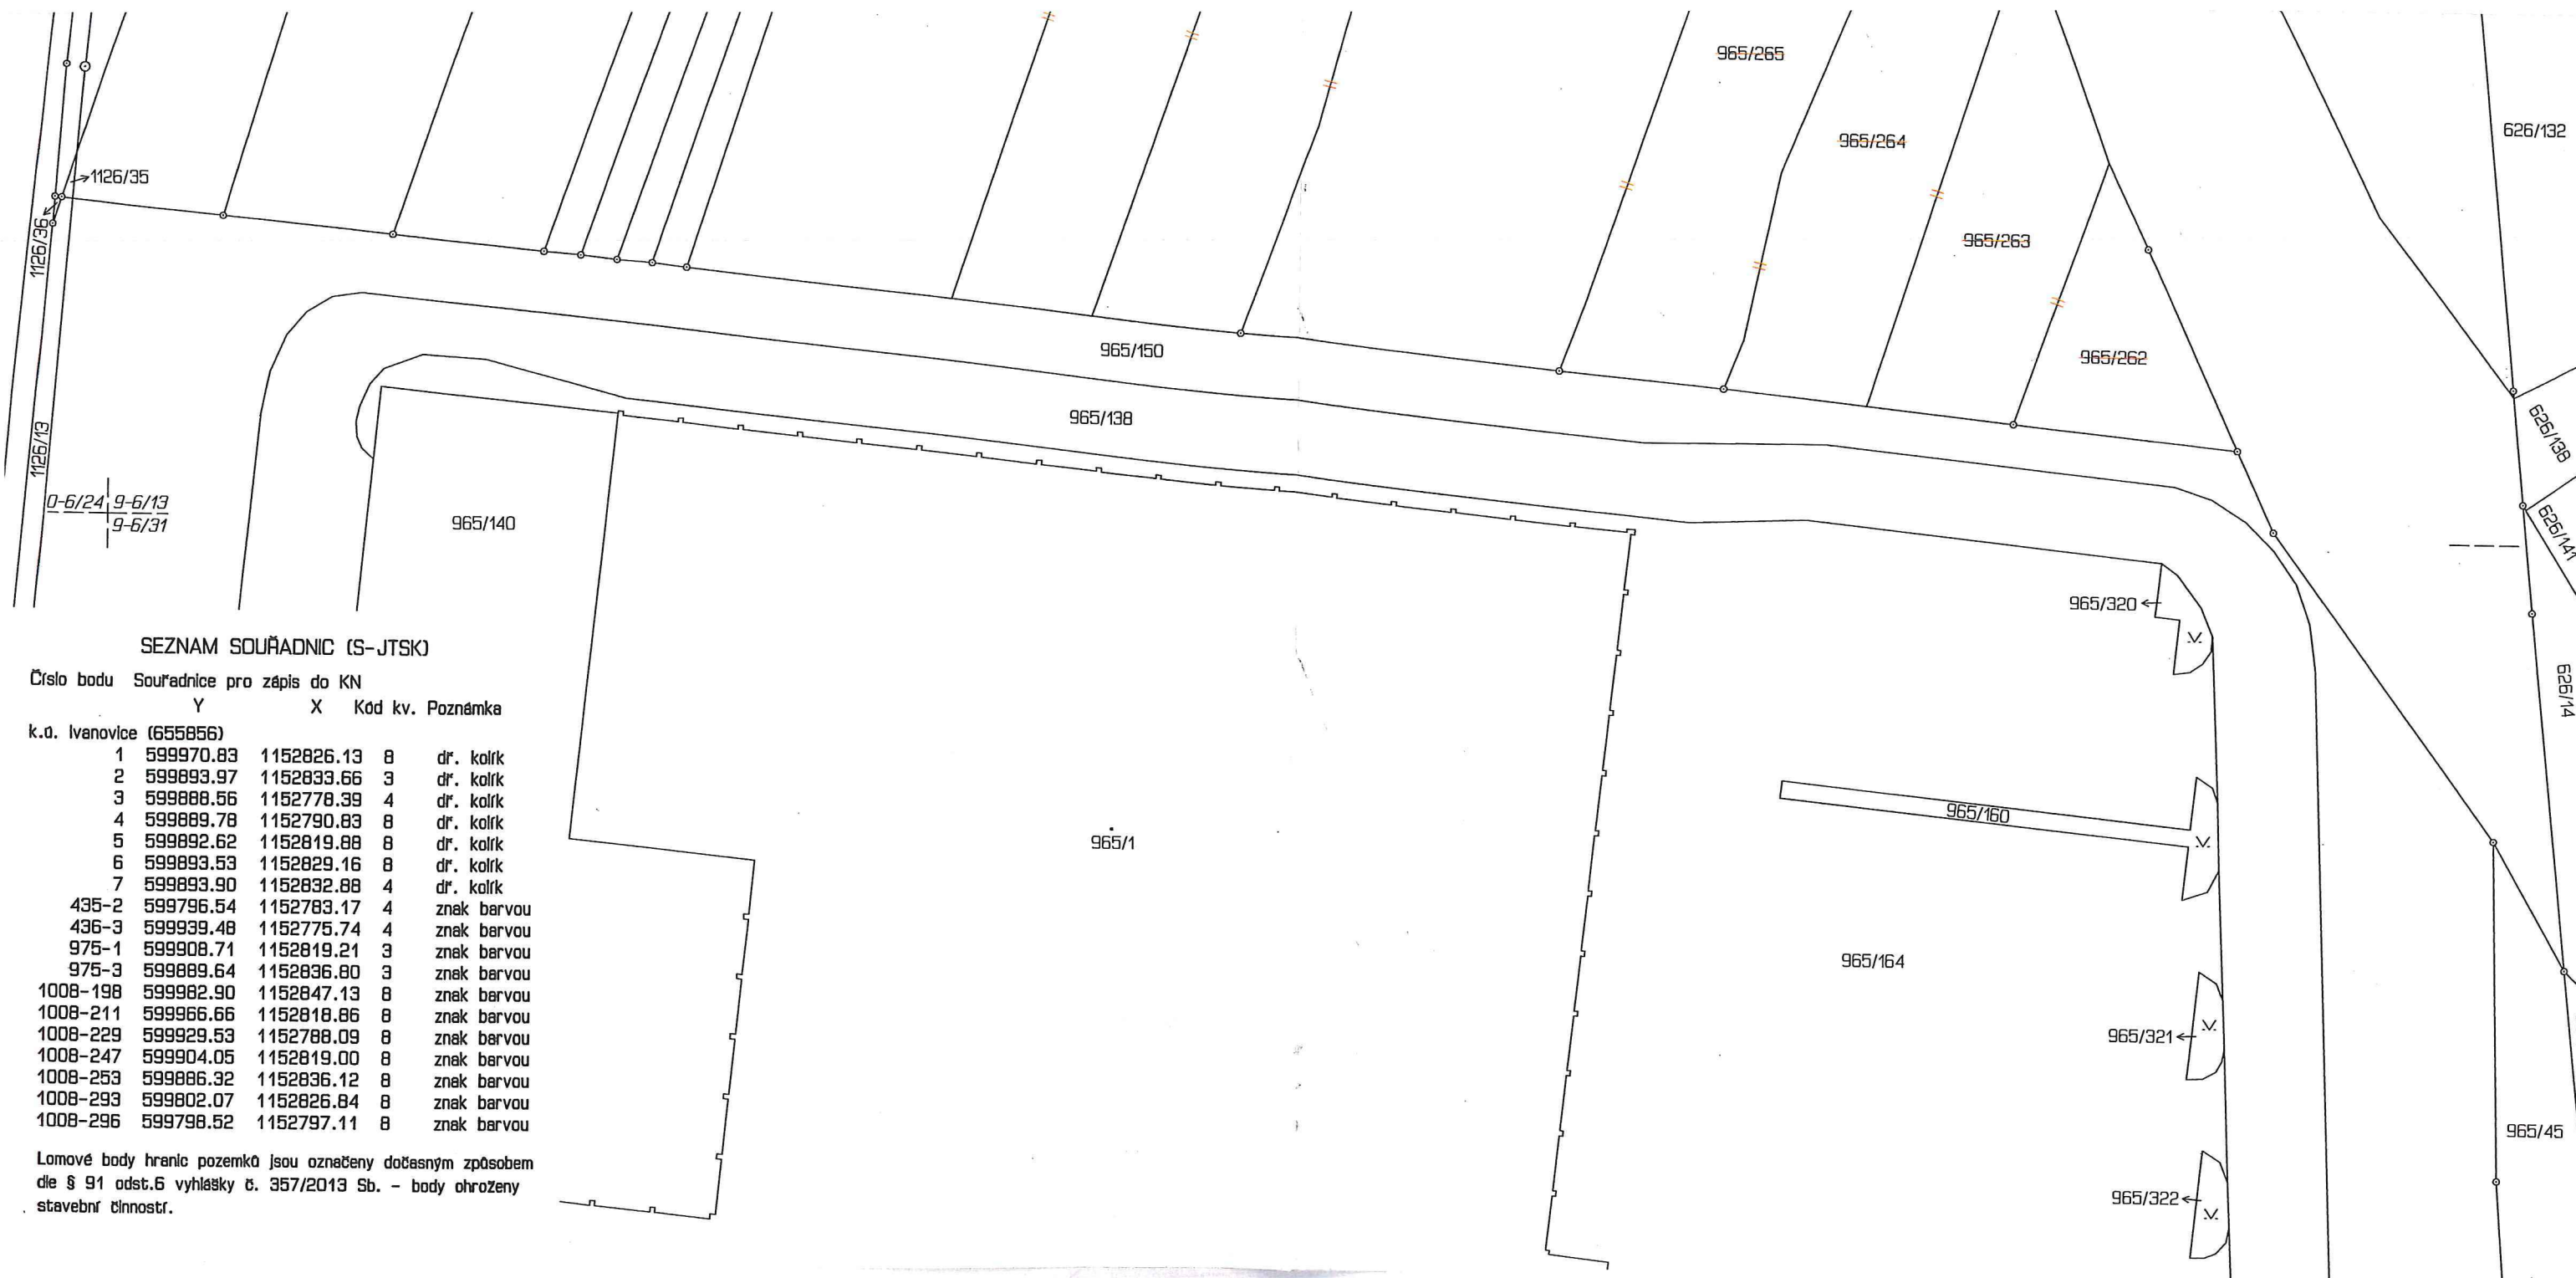 965/265
626/132
965/264
1126/35
1126/36
965/263
965/150
965/262
965/138
626/138
1126/13
0-6/24 9-6/13
9-6/31
965/140
626/141
965/320
SEZNAM SOUŘADNIC (S-JTSK)
Číslo bodu Souřadnice pro zápis do KN
Y X Kód kv. Poznámka
k.ú. Ivanovice (655856)
1 599970.83 1152826.13 8 dř. kolík
2 599893.97 1152833.66 3 dř. kolík
3 599888.56 1152778.39 4 dř. kolík
4 599889.78 1152790.83 8 dř. kolík
5 599892.62 1152819.88 8 dř. kolík
6 599893.53 1152829.16 8 dř. kolík
7 599893.90 1152832.88 4 dř. kolík
435-2 599796.54 1152783.17 4 znak barvou
436-3 599939.48 1152775.74 4 znak barvou
975-1 599908.71 1152819.21 3 znak barvou
975-3 599889.64 1152836.80 3 znak barvou
1008-198 599982.90 1152847.13 8 znak barvou
1008-211 599966.66 1152818.86 8 znak barvou
1008-229 599929.53 1152788.09 8 znak barvou
1008-247 599904.05 1152819.00 8 znak barvou
1008-253 599886.32 1152836.12 8 znak barvou
1008-293 599802.07 1152826.84 8 znak barvou
1008-296 599798.52 1152797.11 8 znak barvou
Lomové body hranic pozemků jsou označeny dočasným způsobem
dle § 91 odst.6 vyhlášky č. 357/2013 Sb. - body ohroženy
stavební činností.
626/14
965/160
965/1
965/164
965/321
965/45
965/322